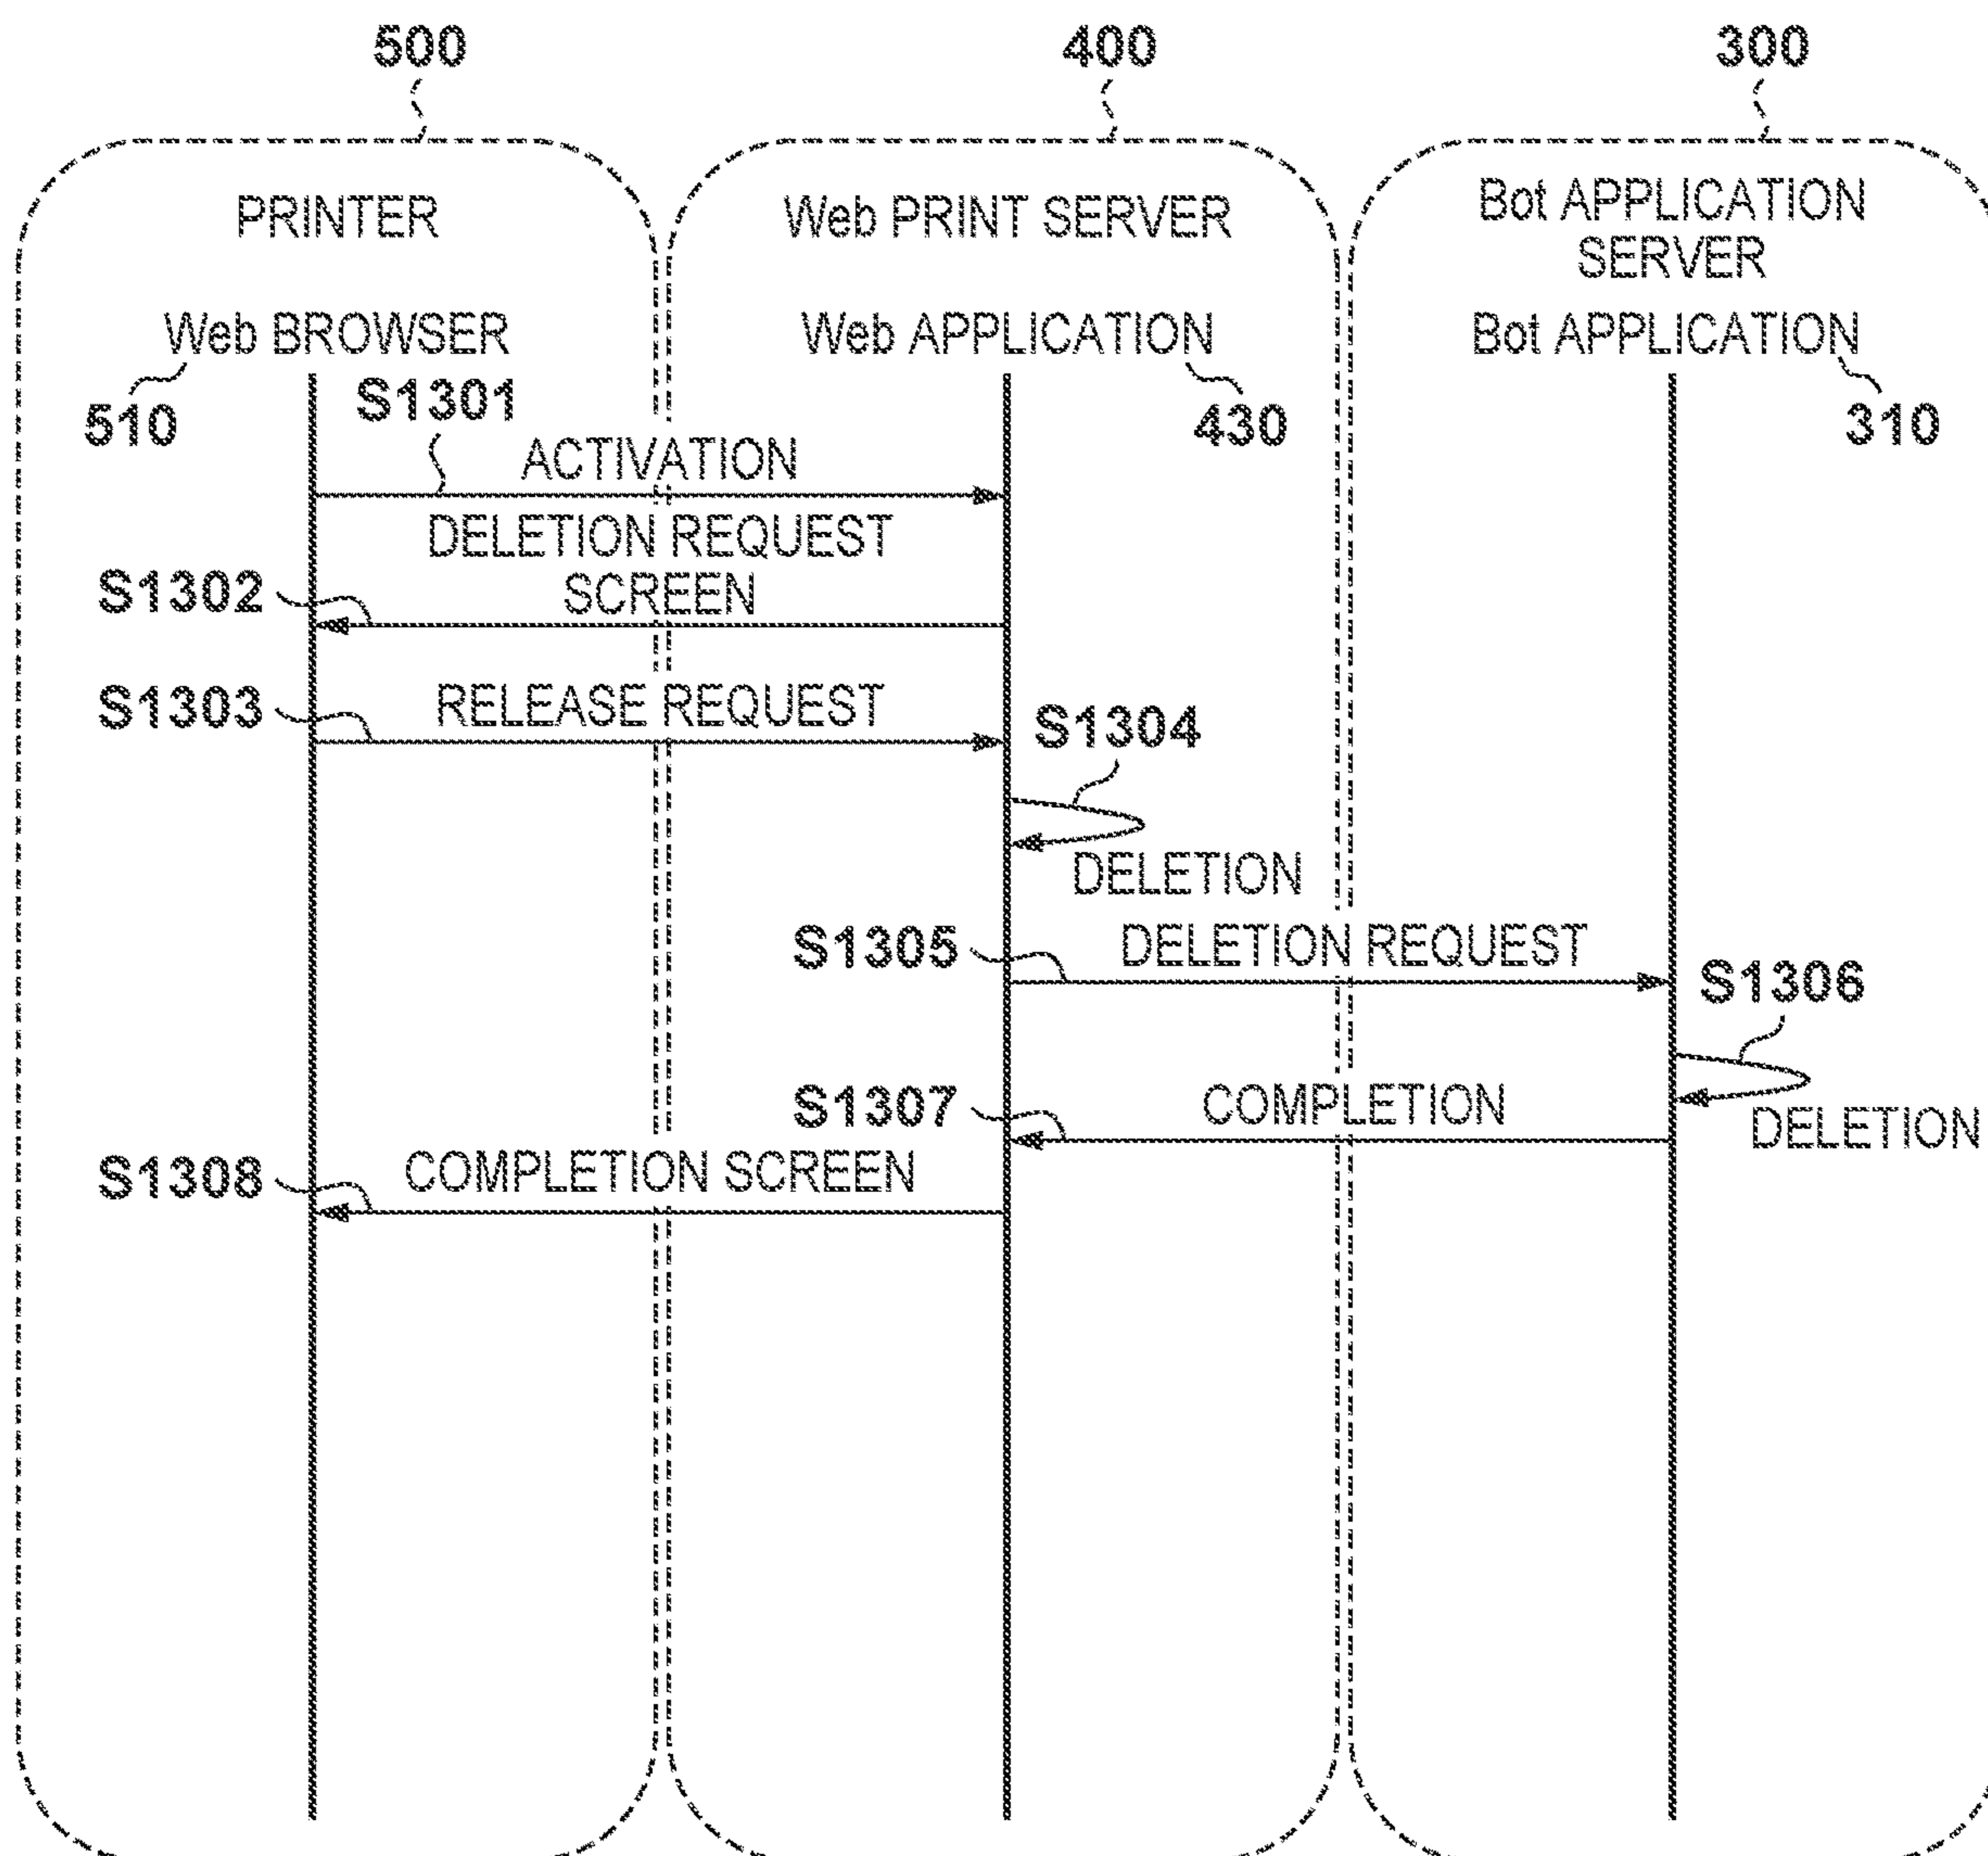 500
400
300
PRINTER
Web PRINT SERVER
Bot APPLICATION
SERVER
Web BROWSER
Web APPLICATION
Bot APPLICATION
510
S1301
430
310
ACTIVATION
DELETION REQUEST
SCREEN
S1302
S1303
RELEASE REQUEST
S1304
DELETION
S1305
DELETION REQUEST
S1306
DELETION
S1307
COMPLETION
S1308
COMPLETION SCREEN